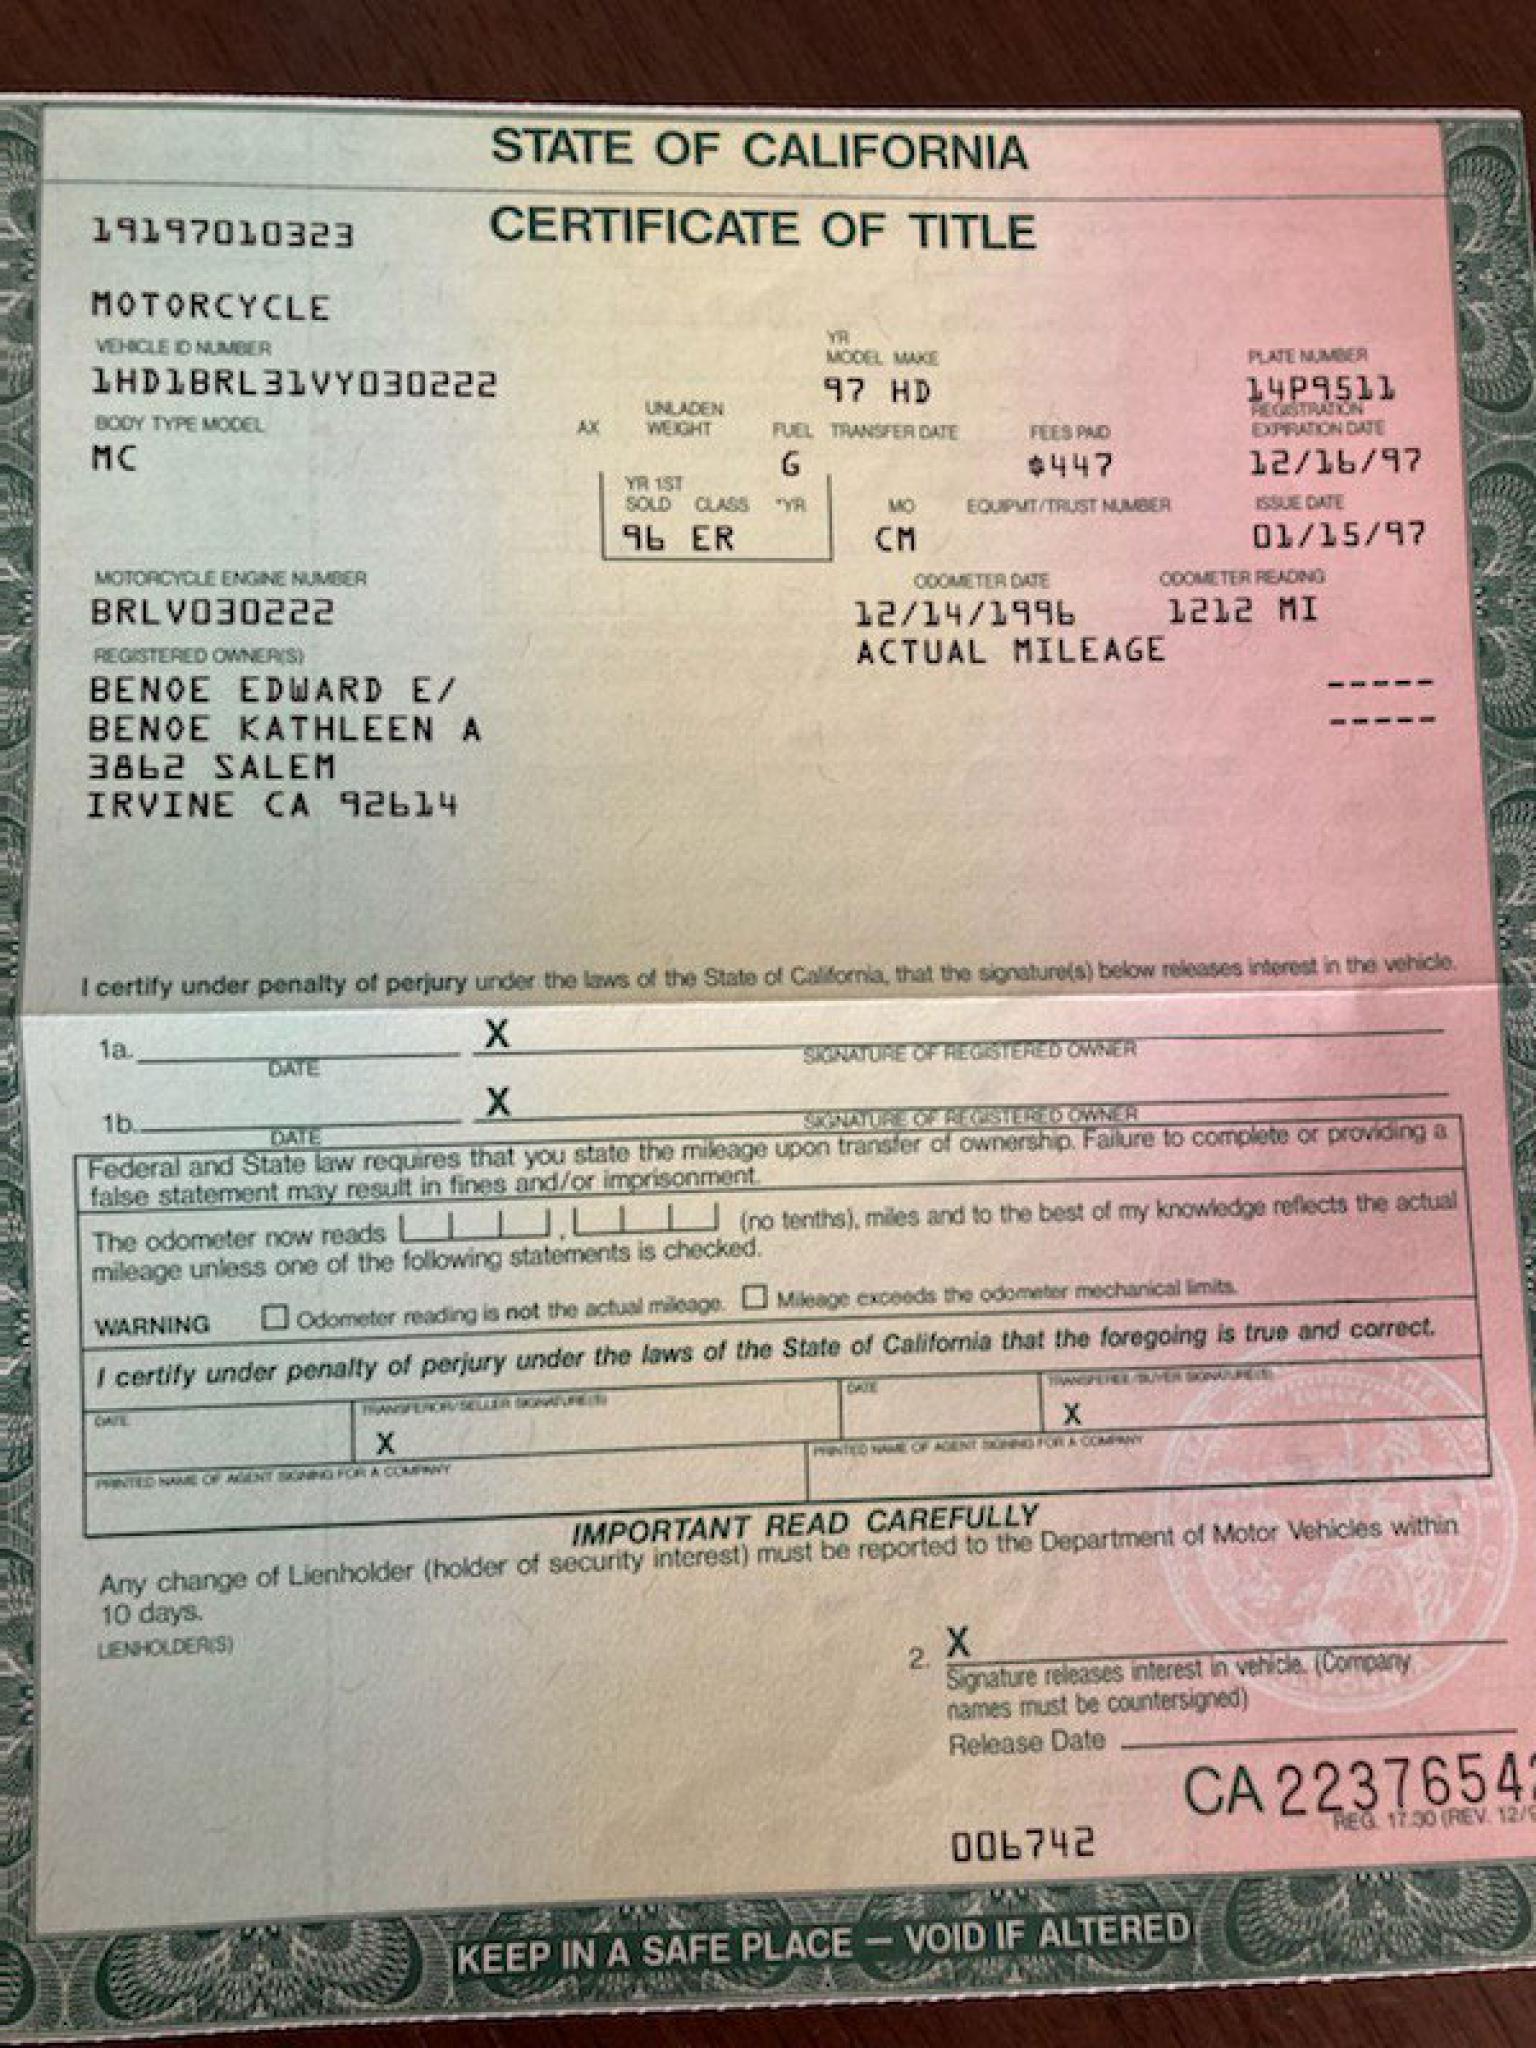 STATE OF CALIFORNIA
19197010323
CERTIFICATE OF TITLE
MOTORCYCLE
VEHICLE ID NUMBER
YR
MODEL MAKE
PLATE NUMBER
1HD1BRL31VY030222
97 HD
14P9511
BODY TYPE MODEL
AX
UNLADEN
WEIGHT
FUEL
TRANSFER DATE
FEES PAID
REGISTRATION
EXPIRATION DATE
MC
G
$447
12/16/97
YR 1ST
SOLD CLASS *YR
MO
EQUIPMT/TRUST NUMBER
ISSUE DATE
96 ER
CM
01/15/97
MOTORCYCLE ENGINE NUMBER
ODOMETER DATE
ODOMETER READING
BRLV030222
12/14/1996
1212 MI
REGISTERED OWNER(S)
ACTUAL MILEAGE
BENOE EDWARD E/
-----
BENOE KATHLEEN A
-----
3862 SALEM
IRVINE CA 92614
I certify under penalty of perjury under the laws of the State of California, that the signature(s) below releases interest in the vehicle.
1a. X
DATE SIGNATURE OF REGISTERED OWNER
1b. X
DATE SIGNATURE OF REGISTERED OWNER
Federal and State law requires that you state the mileage upon transfer of ownership. Failure to complete or providing a
false statement may result in fines and/or imprisonment.
The odometer now reads , (no tenths), miles and to the best of my knowledge reflects the actual
mileage unless one of the following statements is checked.
WARNING Odometer reading is not the actual mileage. Mileage exceeds the odometer mechanical limits.
I certify under penalty of perjury under the laws of the State of California that the foregoing is true and correct.
DATE TRANSFEROR/SELLER SIGNATURE(S) DATE TRANSFEREE/BUYER SIGNATURE(S)
X X
PRINTED NAME OF AGENT SIGNING FOR A COMPANY PRINTED NAME OF AGENT SIGNING FOR A COMPANY
IMPORTANT READ CAREFULLY
Any change of Lienholder (holder of security interest) must be reported to the Department of Motor Vehicles within
10 days.
LIENHOLDER(S)
2. X
Signature releases interest in vehicle. (Company
names must be countersigned)
Release Date
CA 2237654
REG. 17.30 (REV. 12/
006742
KEEP IN A SAFE PLACE — VOID IF ALTERED